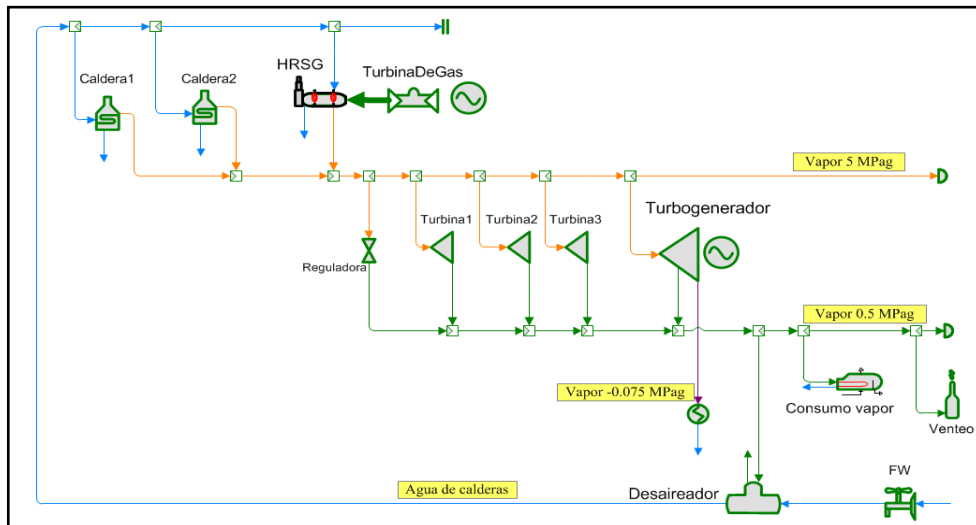 HRSG
TurbinaDeGas
Caldera1
Caldera2
Vapor 5 MPag
Turbina1
Turbina2
Turbina3
Turbogenerador
Reguladora
Vapor 0.5 MPag
Vapor -0.075 MPag
Consumo vapor
Venteo
FW
Agua de calderas
Desaireador